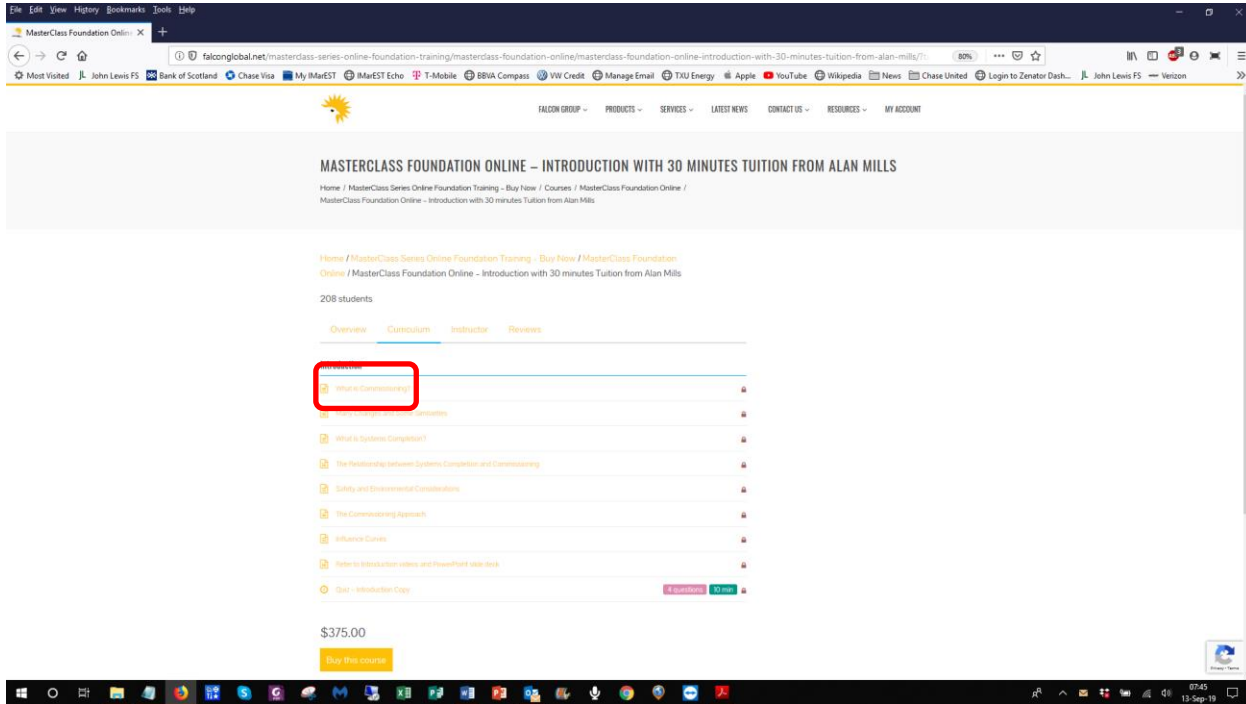 File Edit View History Bookmarks Tools Help
MasterClass Foundation Onlin
falconglobal.net/masterclass-series-online-foundation-training/masterclass-foundation-online/masterclass-foundation-online-introduction-with-30-minutes-tuition-from-alan-mills/
80%
Most Visited John Lewis FS Bank of Scotland Chase Visa My IMarEST IMarEST Echo T-Mobile BBVA Compass VW Credit Manage Email TXU Energy Apple YouTube Wikipedia News Chase United Login to Zenator Dash... John Lewis FS Verizon
FALCON GROUP PRODUCTS SERVICES LATEST NEWS CONTACT US RESOURCES MY ACCOUNT
MASTERCLASS FOUNDATION ONLINE – INTRODUCTION WITH 30 MINUTES TUITION FROM ALAN MILLS
Home / MasterClass Series Online Foundation Training – Buy Now / Courses / MasterClass Foundation Online /
MasterClass Foundation Online – Introduction with 30 minutes Tuition from Alan Mills
Home / MasterClass Series Online Foundation Training – Buy Now / MasterClass Foundation
Online / MasterClass Foundation Online – Introduction with 30 minutes Tuition from Alan Mills
208 students
Overview Curriculum Instructor Reviews
Introduction
What is Commissioning?
What is Systems Completion?
The Relationship between Systems Completion and Commissioning
Safety and Environmental Considerations
The Commissioning Approach
Influence Curves
Refer to Introduction videos and PowerPoint slide deck
Quiz – Introduction Copy 4 questions 10 min
$375.00
Buy this course
Privacy - Terms
07:45
13-Sep-19